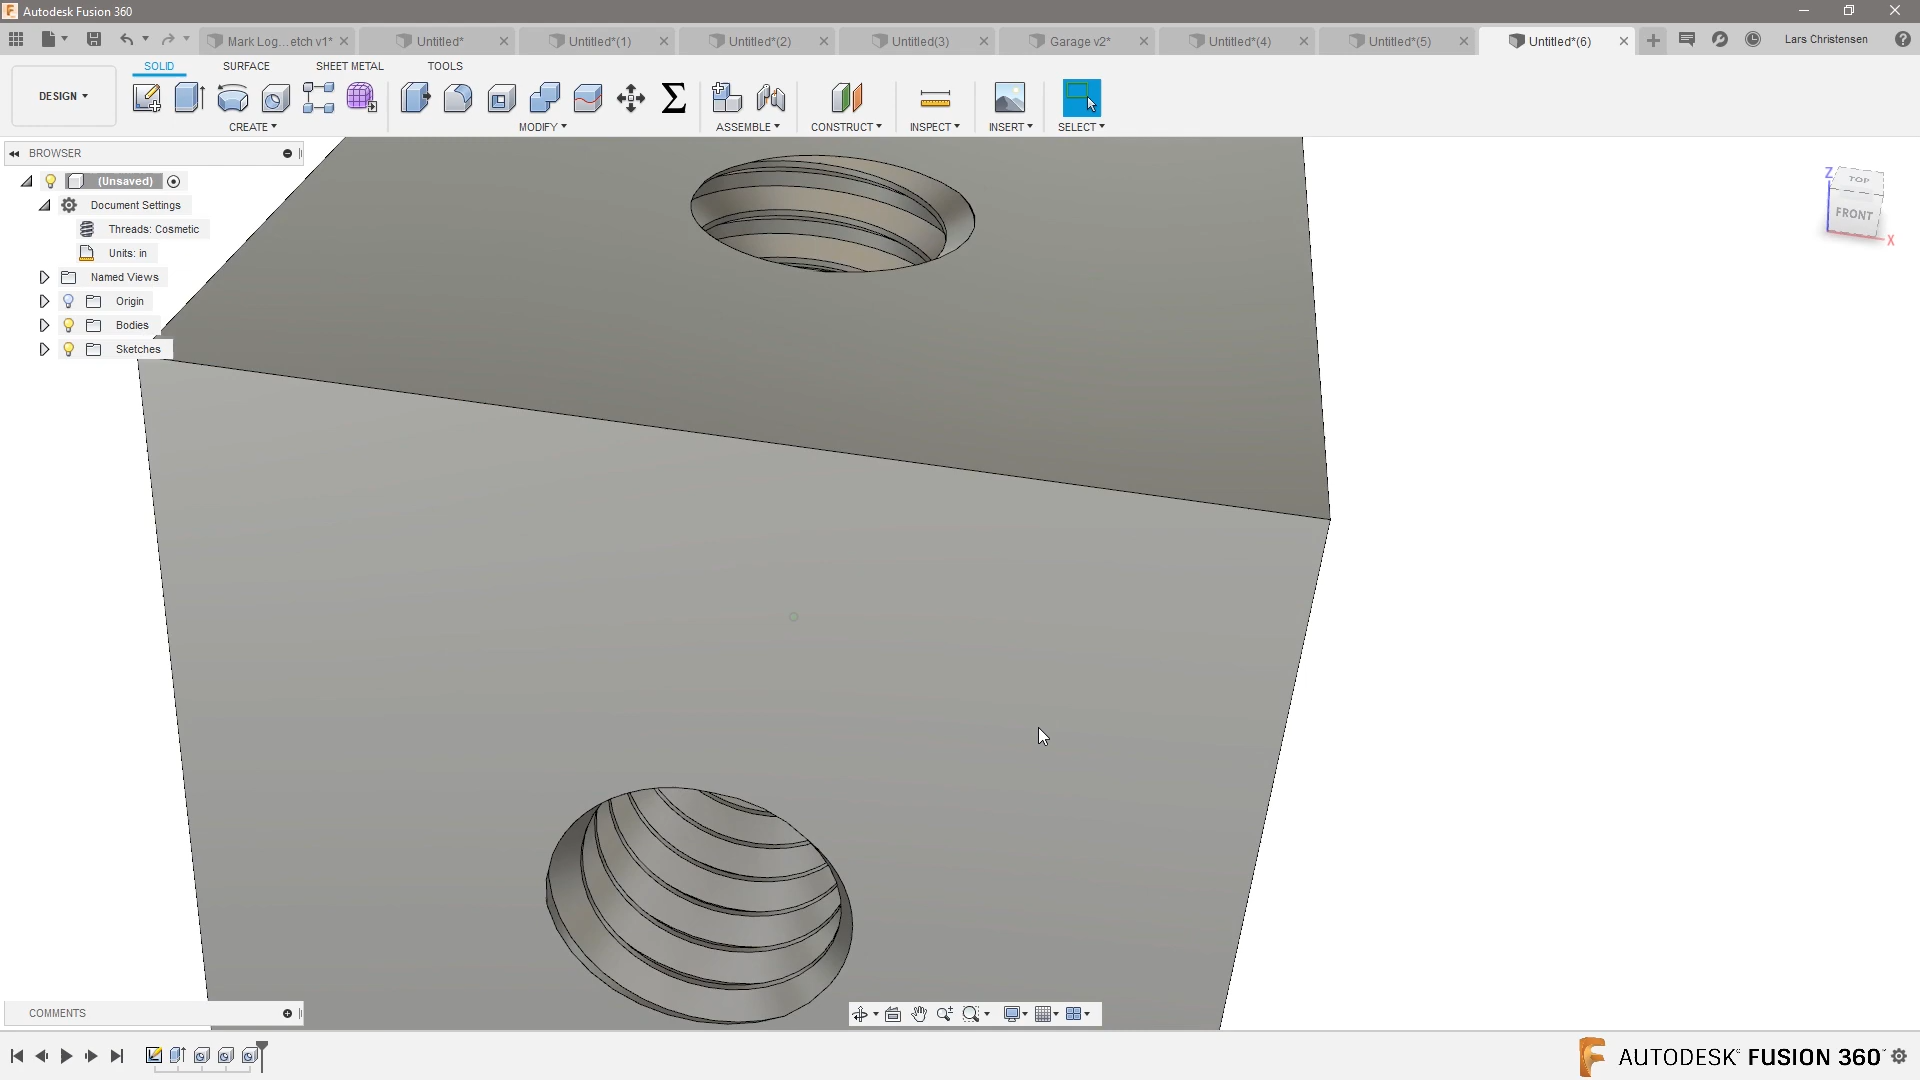 Autodesk Fusion 360
Mark Log...etch v1*
Untitled*
Untitled*(1)
Untitled*(2)
Untitled(3)
Garage v2*
Untitled*(4)
Untitled*(5)
Untitled*(6)
Lars Christensen
SOLID
SURFACE
SHEET METAL
TOOLS
DESIGN
CREATE
MODIFY
ASSEMBLE
CONSTRUCT
INSPECT
INSERT
SELECT
BROWSER
(Unsaved)
Document Settings
Threads: Cosmetic
Units: in
Named Views
Origin
Bodies
Sketches
Z
TOP
FRONT
X
COMMENTS
AUTODESK FUSION 360